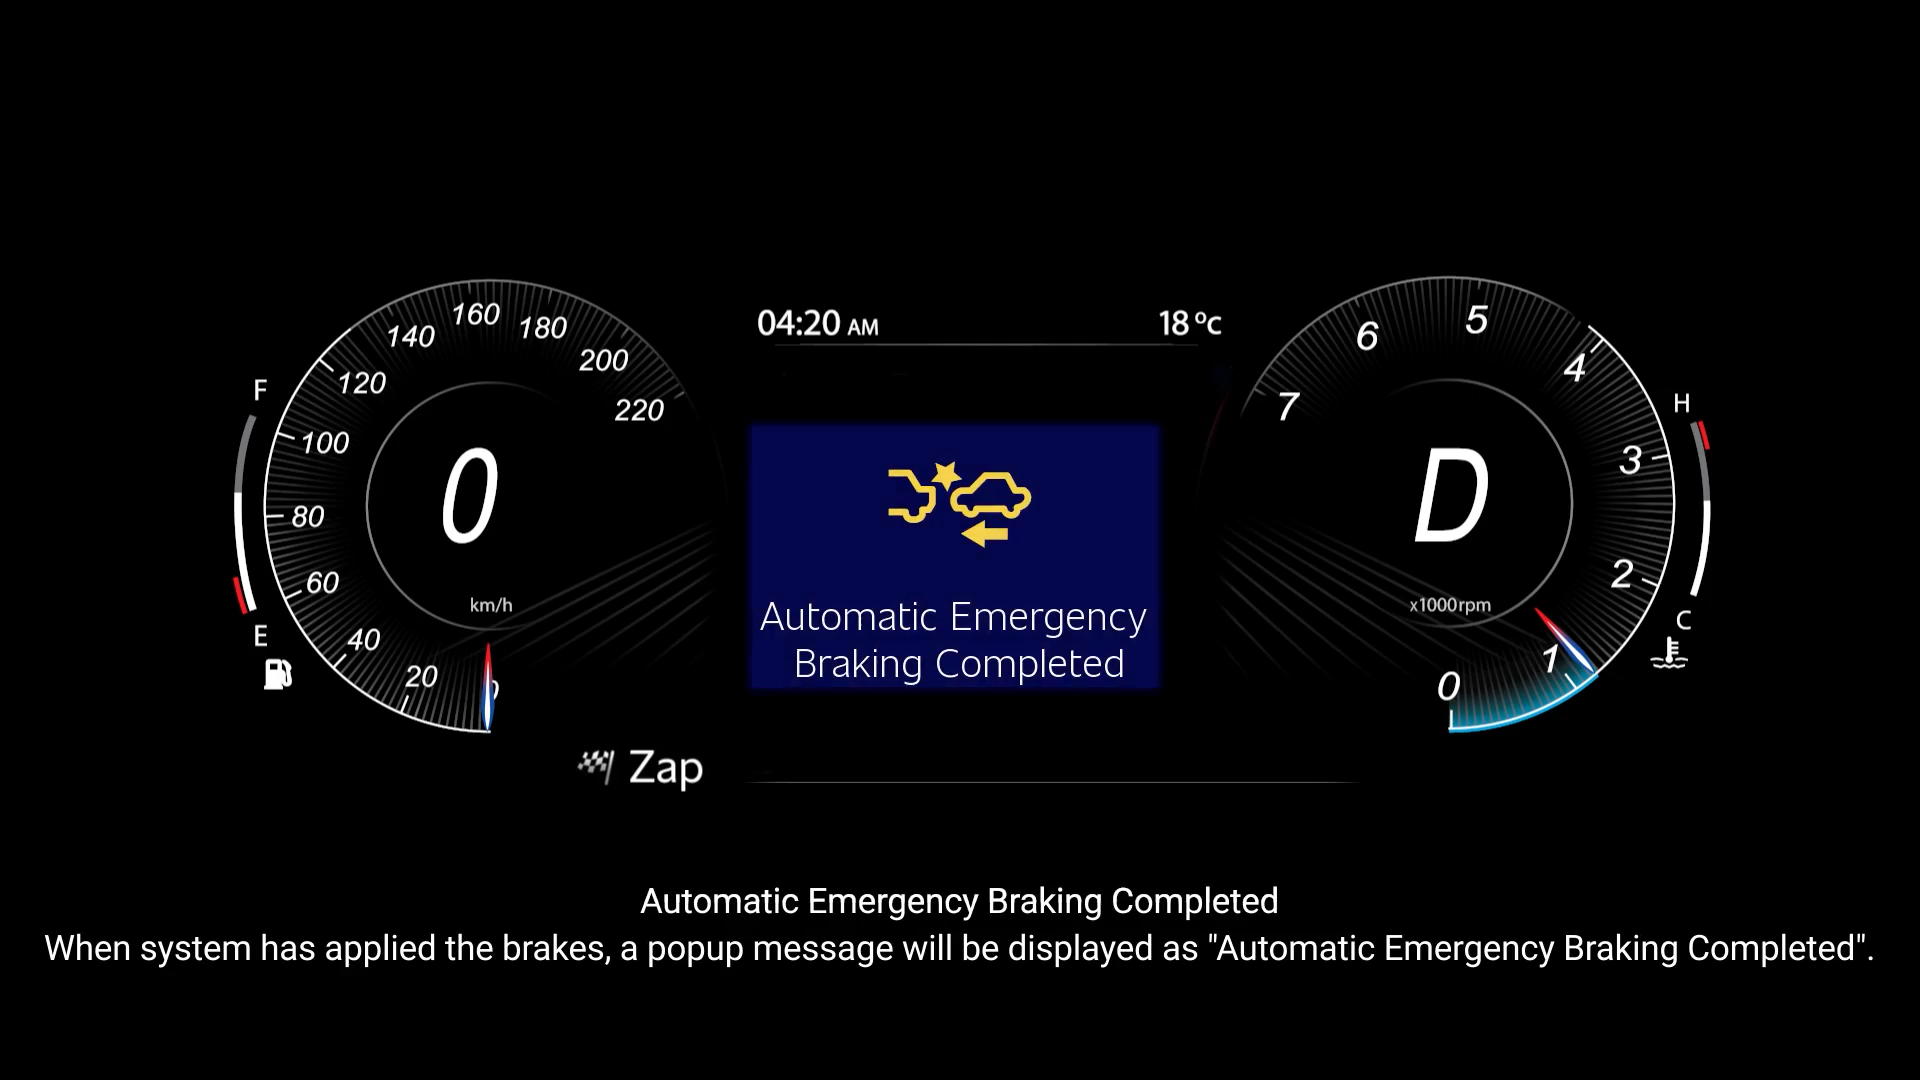 04:20 AM
18°C
F
E
220
200
180
160
140
120
100
80
60
40
20
0
0
km/h
Automatic Emergency
Braking Completed
7
6
5
4
3
2
1
0
D
x1000rpm
H
C
Zap
Automatic Emergency Braking Completed
When system has applied the brakes, a popup message will be displayed as "Automatic Emergency Braking Completed".